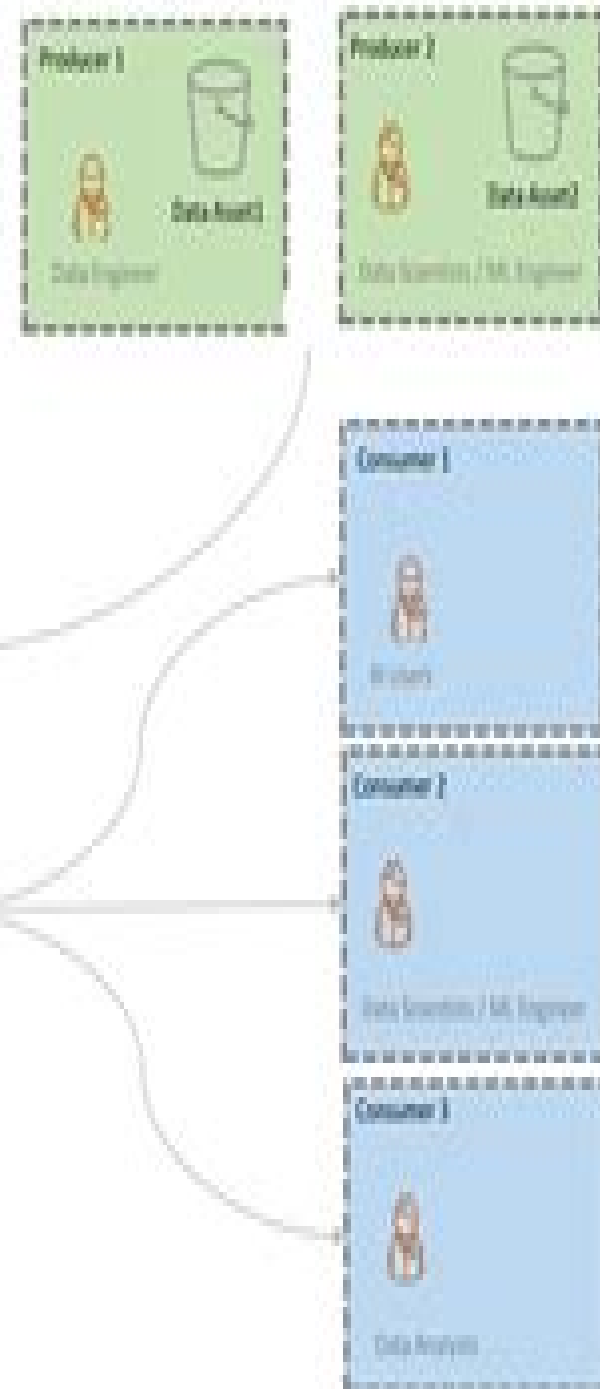 Producer 1
Data Asset1
Data Engineer
Producer 2
Data Asset2
Data Scientists / ML Engineer
Consumer 1
Users
Consumer 2
Data Scientists / ML Engineer
Consumer 3
Data Analysts